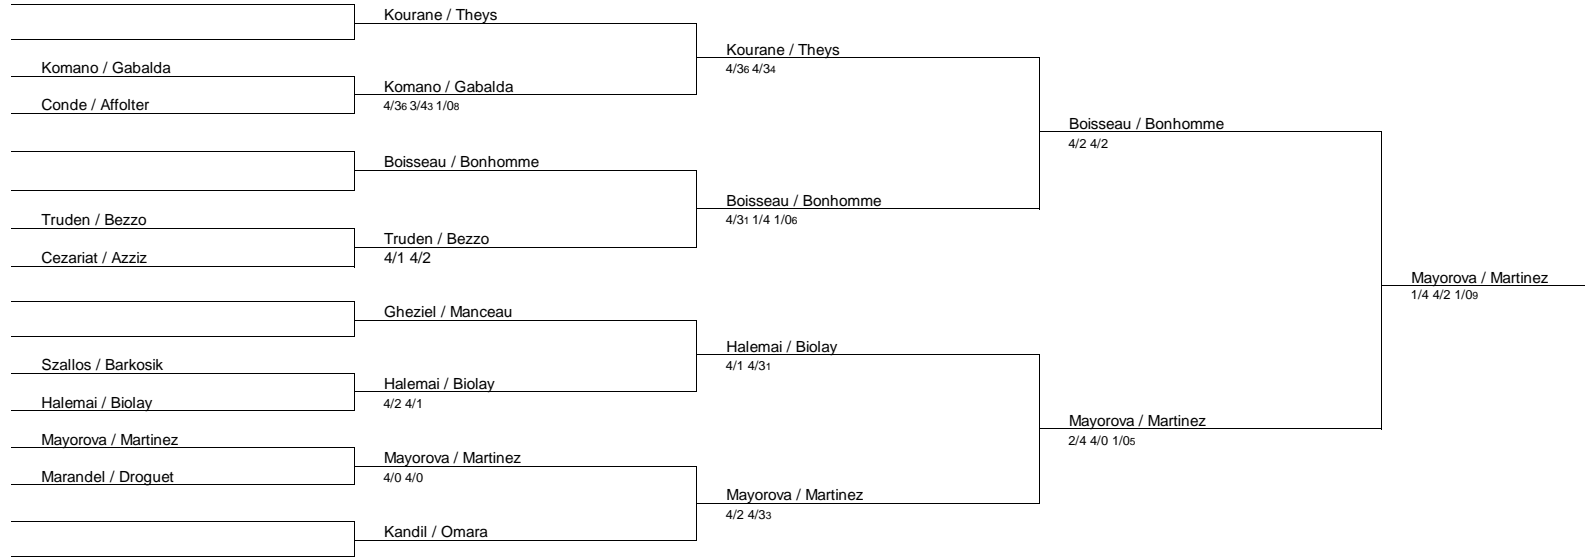 Kourane / Theys
Kourane / Theys
4/36 4/34
Komano / Gabalda
Komano / Gabalda
4/36 3/43 1/08
Conde / Affolter
Boisseau / Bonhomme
4/2 4/2
Boisseau / Bonhomme
Boisseau / Bonhomme
4/31 1/4 1/06
Truden / Bezzo
Truden / Bezzo
4/1 4/2
Cezariat / Azziz
Mayorova / Martinez
1/4 4/2 1/09
Gheziel / Manceau
Halemai / Biolay
4/1 4/31
Szallos / Barkosik
Halemai / Biolay
4/2 4/1
Halemai / Biolay
Mayorova / Martinez
2/4 4/0 1/05
Mayorova / Martinez
Mayorova / Martinez
4/0 4/0
Marandel / Droguet
Mayorova / Martinez
4/2 4/33
Kandil / Omara